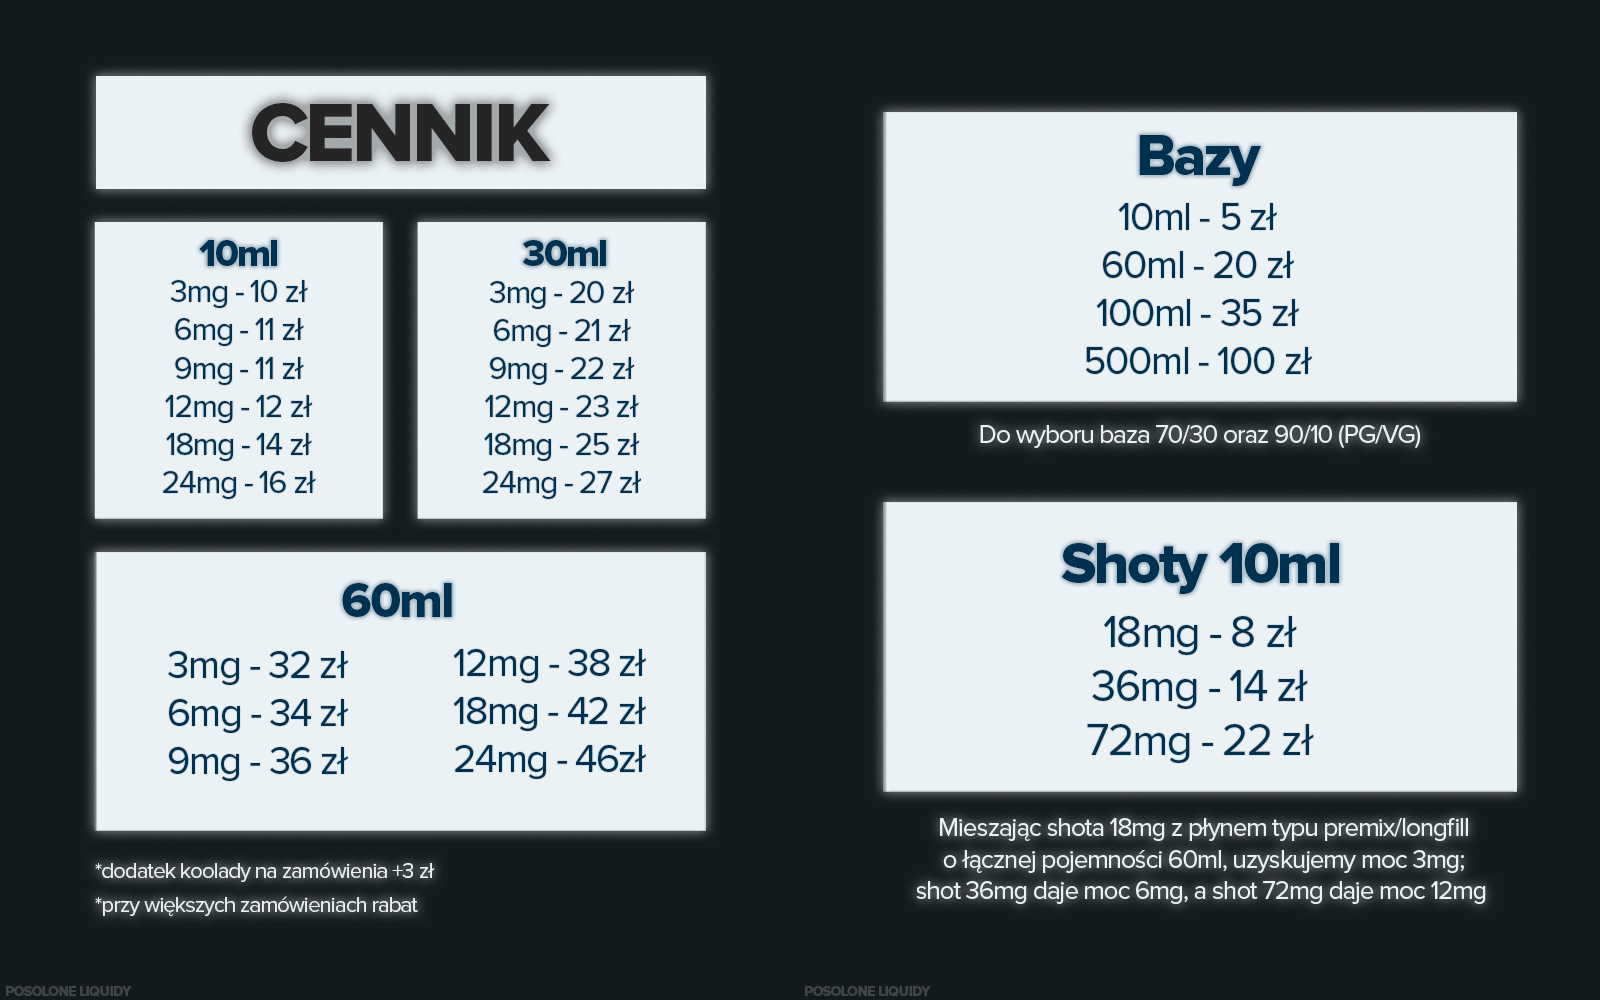 CENNIK
10ml
3mg - 10 zł
6mg - 11 zł
9mg - 11 zł
12mg - 12 zł
18mg - 14 zł
24mg - 16 zł
30ml
3mg - 20 zł
6mg - 21 zł
9mg - 22 zł
12mg - 23 zł
18mg - 25 zł
24mg - 27 zł
60ml
3mg - 32 zł
6mg - 34 zł
9mg - 36 zł
12mg - 38 zł
18mg - 42 zł
24mg - 46zł
*dodatek koolady na zamówienia +3 zł
*przy większych zamówieniach rabat
POSOLONE LIQUIDY
Bazy
10ml - 5 zł
60ml - 20 zł
100ml - 35 zł
500ml - 100 zł
Do wyboru baza 70/30 oraz 90/10 (PG/VG)
Shoty 10ml
18mg - 8 zł
36mg - 14 zł
72mg - 22 zł
Mieszając shota 18mg z płynem typu premix/longfill
o łącznej pojemności 60ml, uzyskujemy moc 3mg;
shot 36mg daje moc 6mg, a shot 72mg daje moc 12mg
POSOLONE LIQUIDY